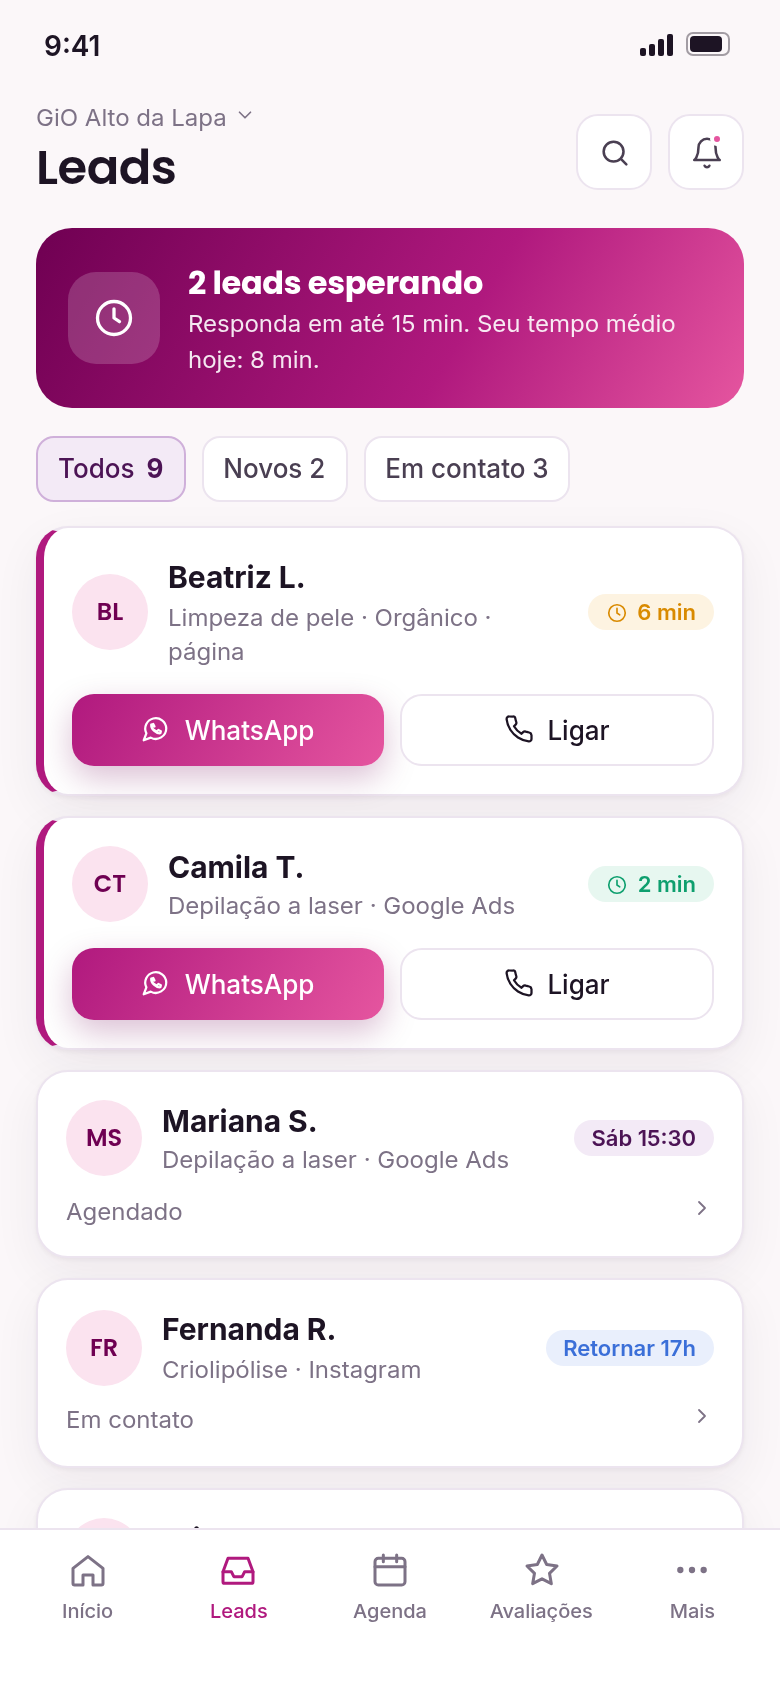 9:41
GiO Alto da Lapa
Leads
2 leads esperando
Responda em até 15 min. Seu tempo médio
hoje: 8 min.
Todos 9
Novos 2
Em contato 3
BL
Beatriz L.
Limpeza de pele · Orgânico ·
página
6 min
WhatsApp
Ligar
CT
Camila T.
Depilação a laser · Google Ads
2 min
WhatsApp
Ligar
MS
Mariana S.
Depilação a laser · Google Ads
Sáb 15:30
Agendado
FR
Fernanda R.
Criolipólise · Instagram
Retornar 17h
Em contato
Início
Leads
Agenda
Avaliações
Mais